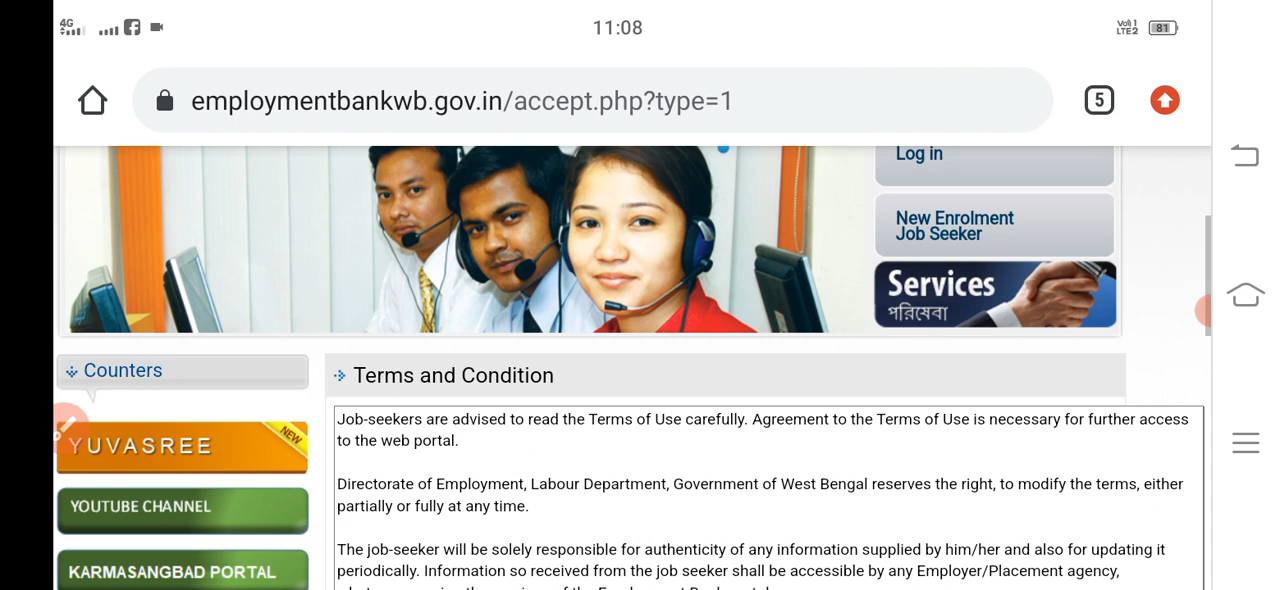 4G
11:08
Vo)) 1
LTE2
81
employmentbankwb.gov.in/accept.php?type=1
5
Log in
New Enrolment
Job Seeker
Services
পরিষেবা
Counters
Terms and Condition
YUVASREE
NEW
YOUTUBE CHANNEL
KARMASANGBAD PORTAL
Job-seekers are advised to read the Terms of Use carefully. Agreement to the Terms of Use is necessary for further access
to the web portal.
Directorate of Employment, Labour Department, Government of West Bengal reserves the right, to modify the terms, either
partially or fully at any time.
The job-seeker will be solely responsible for authenticity of any information supplied by him/her and also for updating it
periodically. Information so received from the job seeker shall be accessible by any Employer/Placement agency,